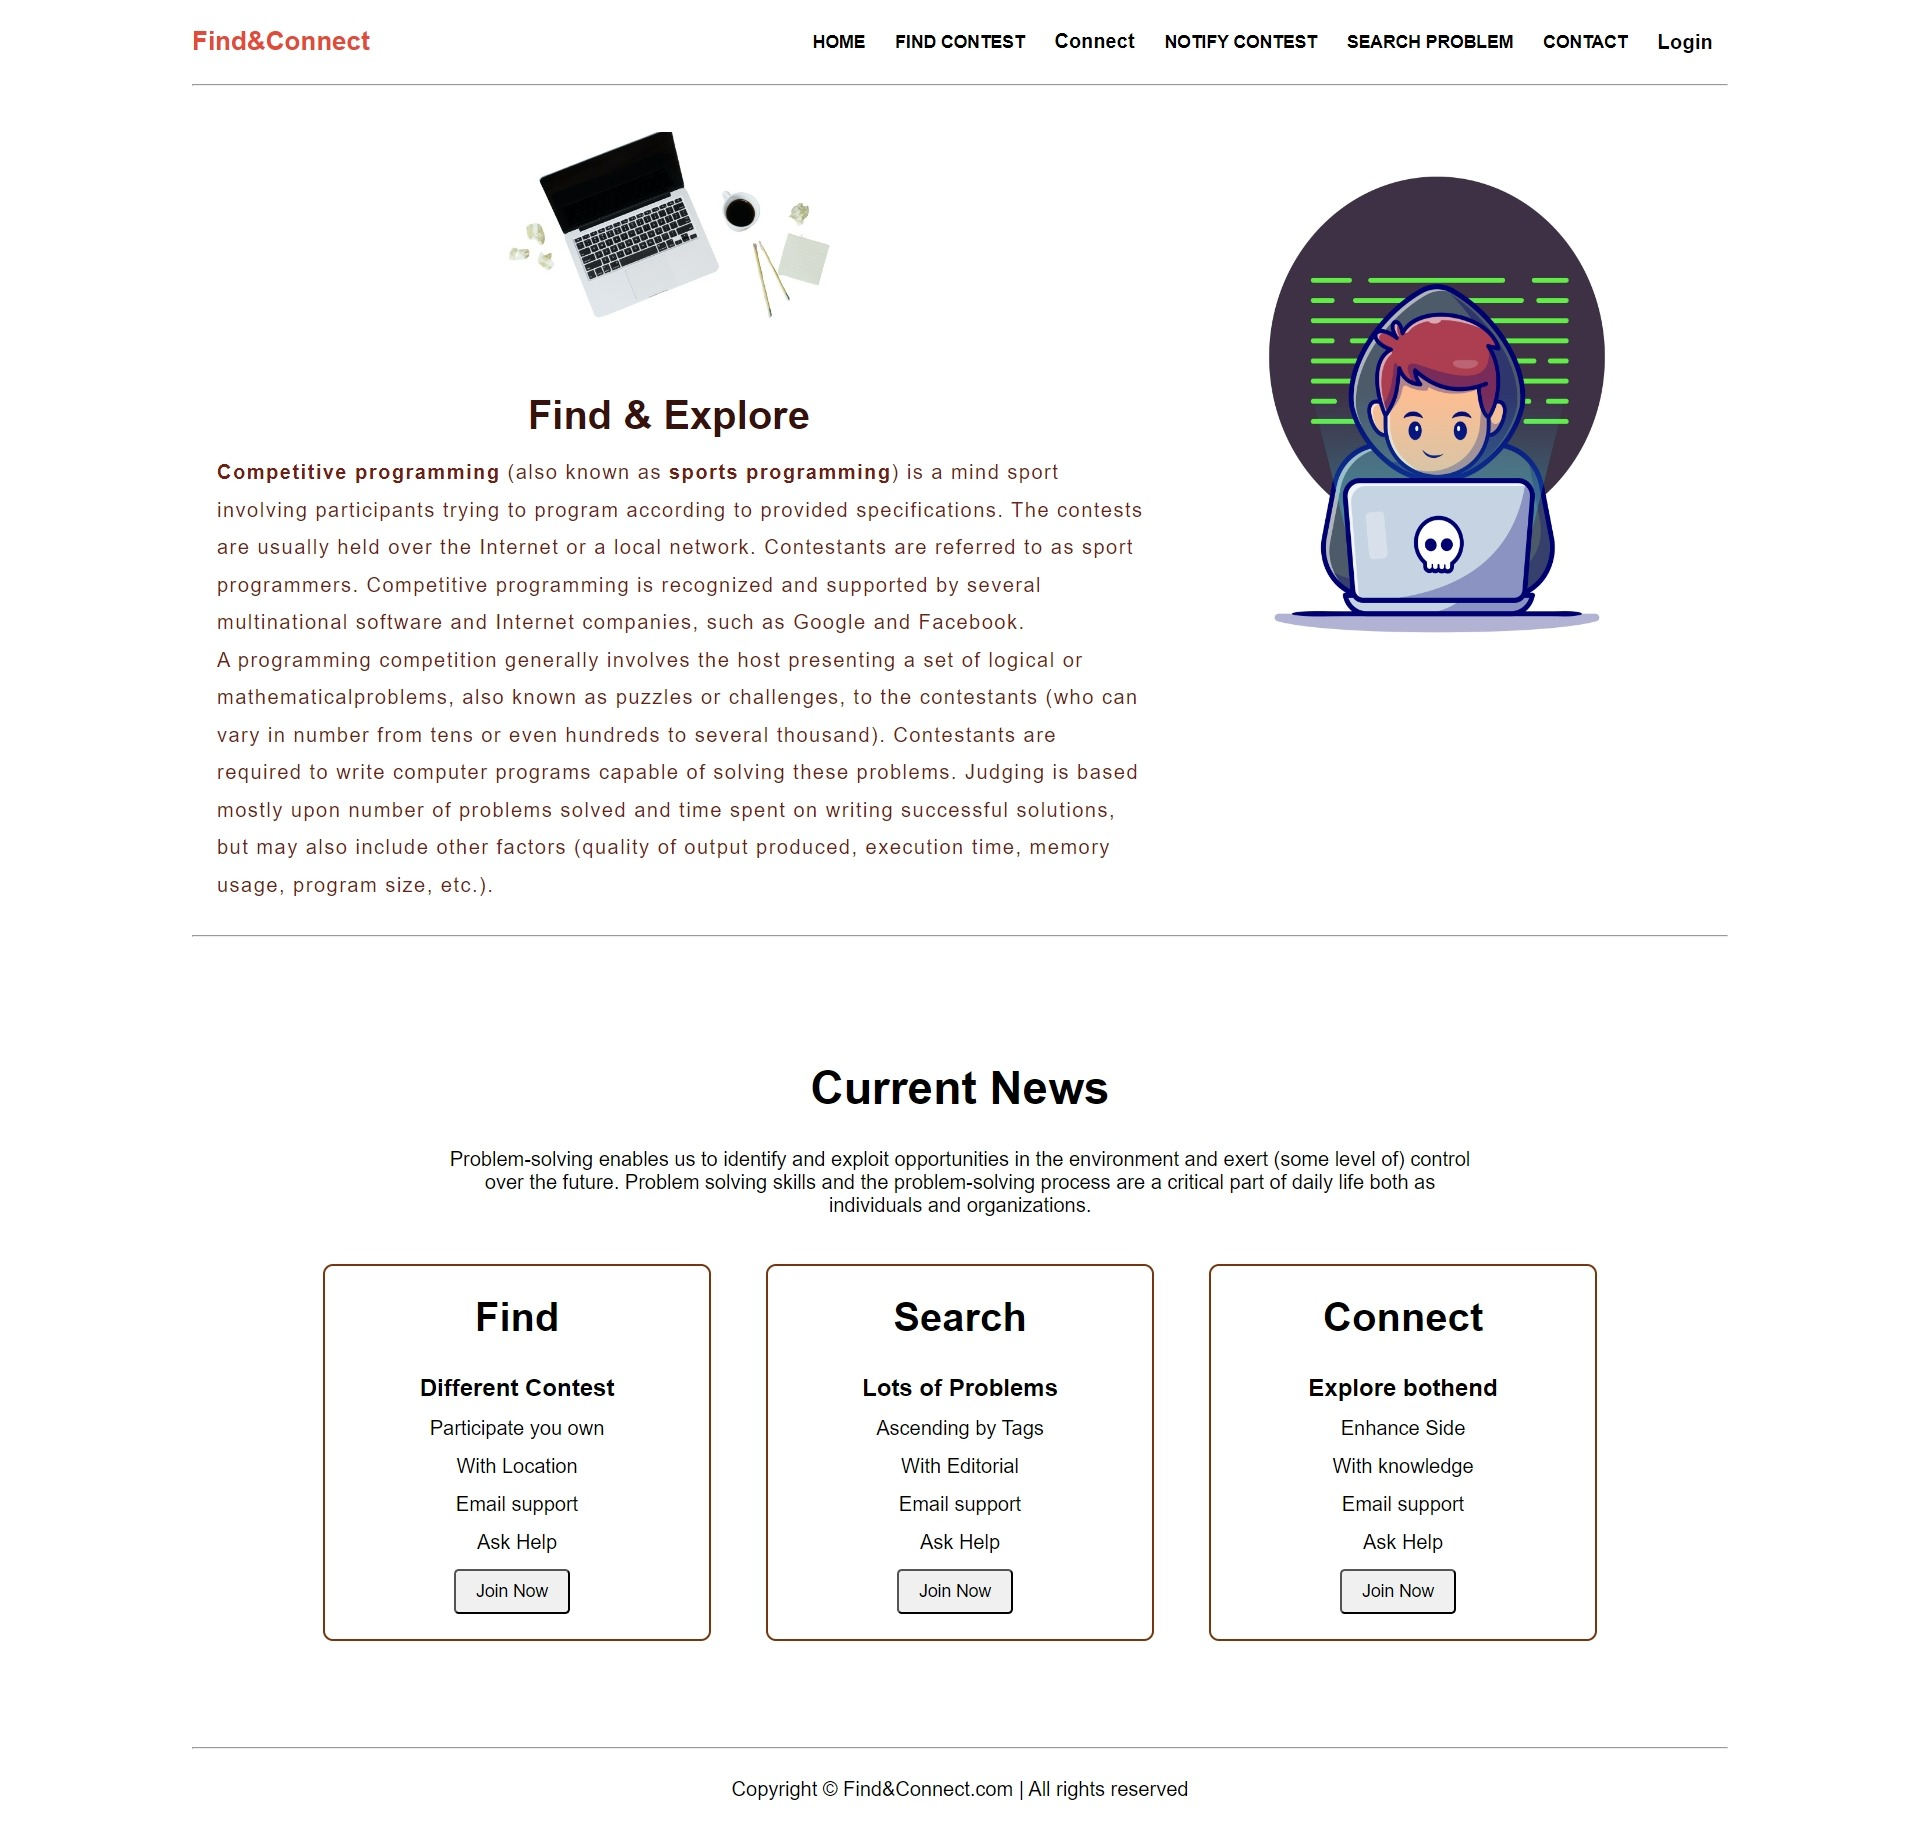 Find&Connect
HOME FIND CONTEST Connect NOTIFY CONTEST SEARCH PROBLEM CONTACT Login
Find & Explore
Competitive programming (also known as sports programming) is a mind sport
involving participants trying to program according to provided specifications. The contests
are usually held over the Internet or a local network. Contestants are referred to as sport
programmers. Competitive programming is recognized and supported by several
multinational software and Internet companies, such as Google and Facebook.
A programming competition generally involves the host presenting a set of logical or
mathematicalproblems, also known as puzzles or challenges, to the contestants (who can
vary in number from tens or even hundreds to several thousand). Contestants are
required to write computer programs capable of solving these problems. Judging is based
mostly upon number of problems solved and time spent on writing successful solutions,
but may also include other factors (quality of output produced, execution time, memory
usage, program size, etc.).
Current News
Problem-solving enables us to identify and exploit opportunities in the environment and exert (some level of) control
over the future. Problem solving skills and the problem-solving process are a critical part of daily life both as
individuals and organizations.
Find
Different Contest
Participate you own
With Location
Email support
Ask Help
Join Now
Search
Lots of Problems
Ascending by Tags
With Editorial
Email support
Ask Help
Join Now
Connect
Explore bothend
Enhance Side
With knowledge
Email support
Ask Help
Join Now
Copyright © Find&Connect.com | All rights reserved